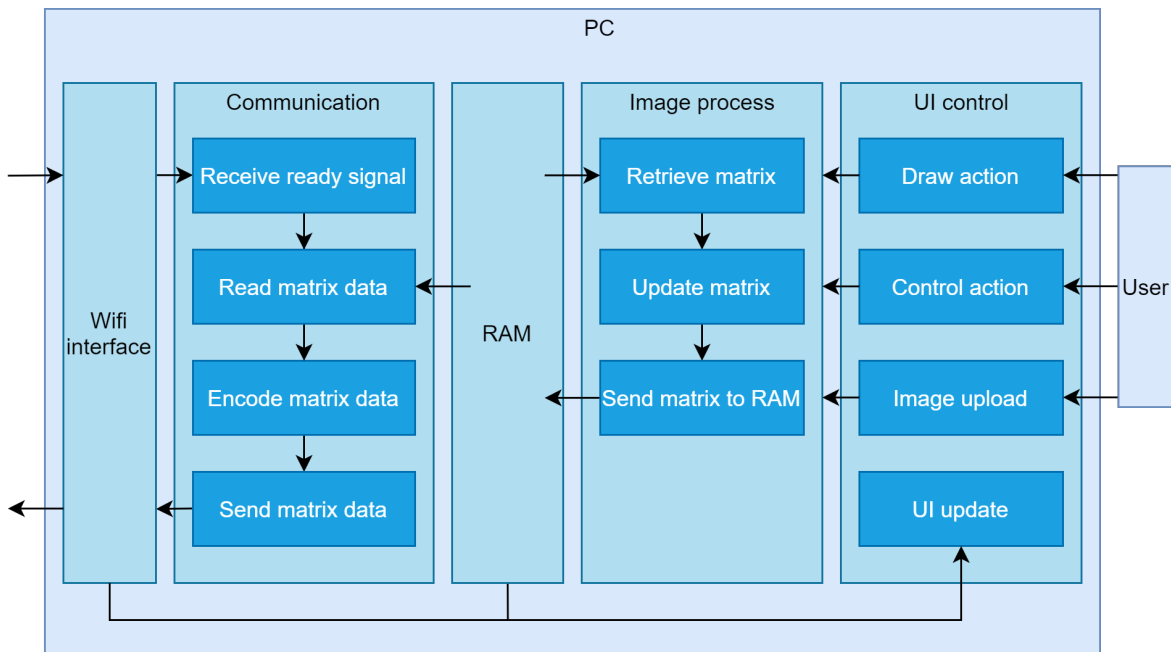 PC
Wifi
interface
Communication
Receive ready signal
Read matrix data
Encode matrix data
Send matrix data
RAM
Image process
Retrieve matrix
Update matrix
Send matrix to RAM
UI control
Draw action
Control action
Image upload
UI update
User